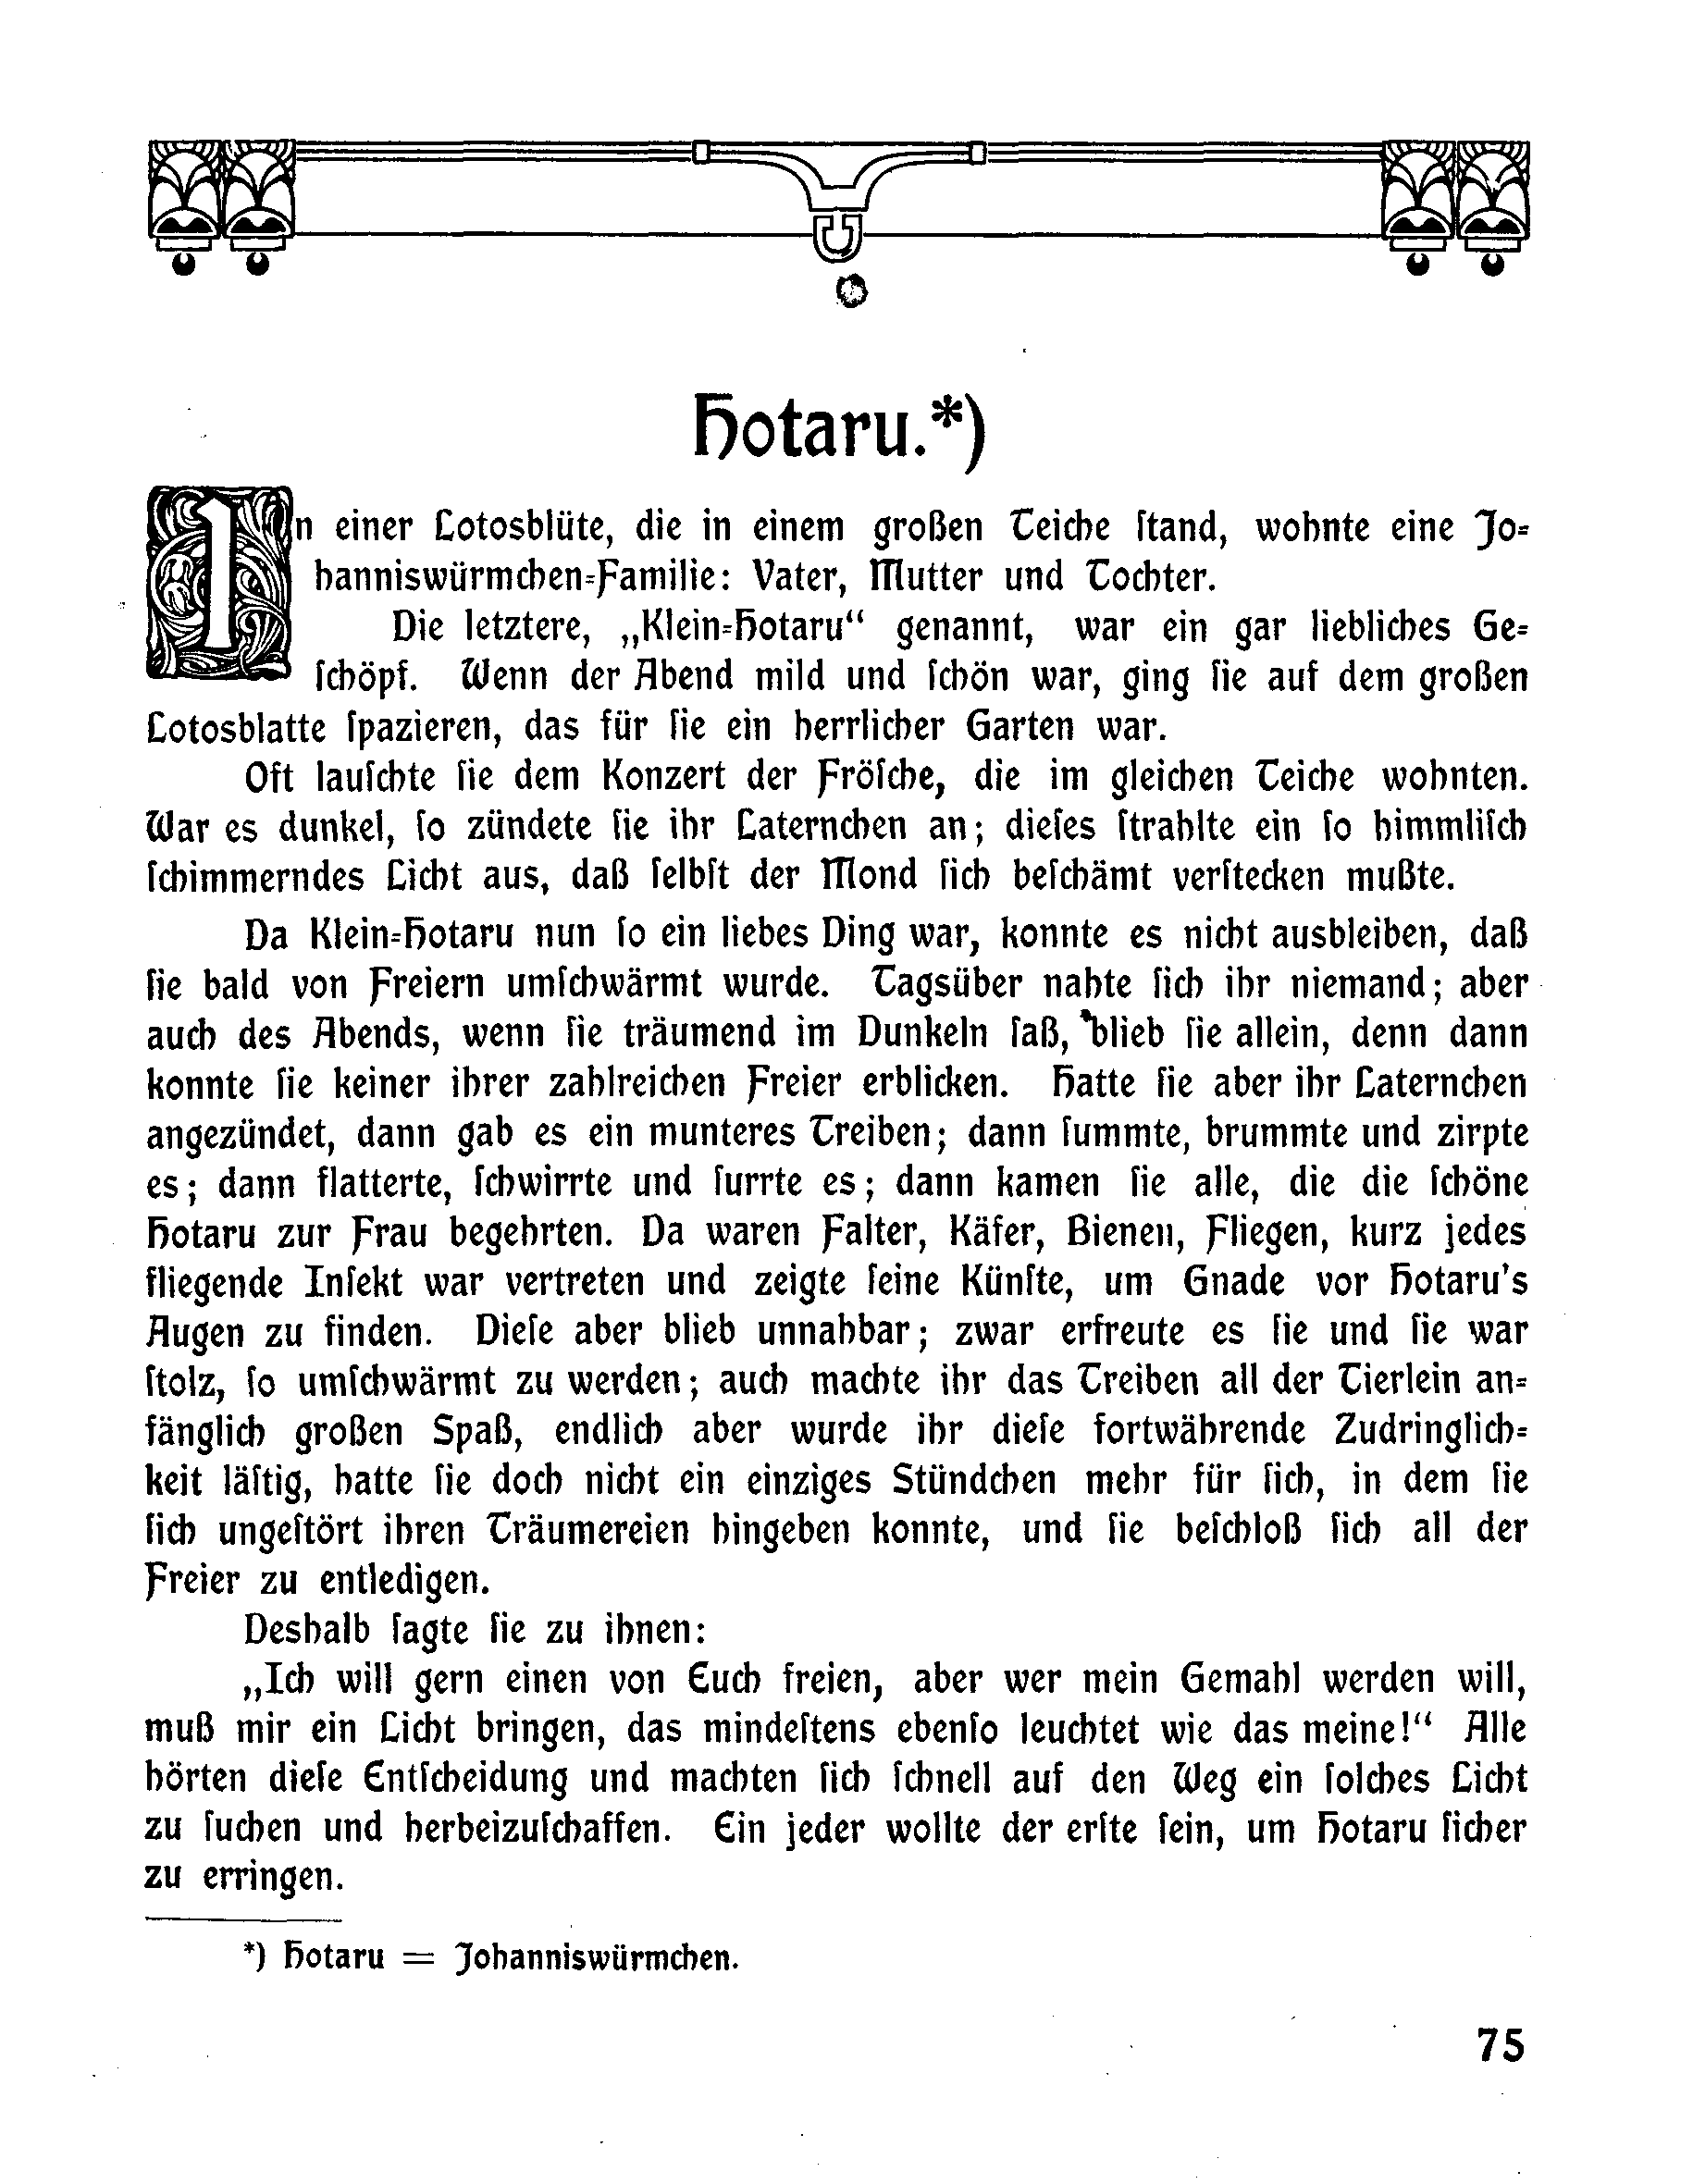 Hotaru.*)
In einer Lotosblüte, die in einem großen Teiche ſtand, wohnte eine Jo-
hanniswürmchen-Familie: Vater, Mutter und Tochter.
Die letztere, „Klein-Hotaru“ genannt, war ein gar liebliches Ge-
ſchöpf. Wenn der Abend mild und ſchön war, ging ſie auf dem großen
Lotosblatte ſpazieren, das für ſie ein herrlicher Garten war.
Oft lauſchte ſie dem Konzert der Fröſche, die im gleichen Teiche wohnten.
War es dunkel, ſo zündete ſie ihr Laternchen an; dieſes ſtrahlte ein ſo himmliſch
ſchimmerndes Licht aus, daß ſelbſt der Mond ſich beſchämt verſtecken mußte.
Da Klein-Hotaru nun ſo ein liebes Ding war, konnte es nicht ausbleiben, daß
ſie bald von Freiern umſchwärmt wurde. Tagsüber nahte ſich ihr niemand; aber
auch des Abends, wenn ſie träumend im Dunkeln ſaß, blieb ſie allein, denn dann
konnte ſie keiner ihrer zahlreichen Freier erblicken. Hatte ſie aber ihr Laternchen
angezündet, dann gab es ein munteres Treiben; dann ſummte, brummte und zirpte
es; dann flatterte, ſchwirrte und ſurrte es; dann kamen ſie alle, die die ſchöne
Hotaru zur Frau begehrten. Da waren Falter, Käfer, Bienen, Fliegen, kurz jedes
fliegende Inſekt war vertreten und zeigte ſeine Künſte, um Gnade vor Hotaru's
Augen zu finden. Dieſe aber blieb unnahbar; zwar erfreute es ſie und ſie war
ſtolz, ſo umſchwärmt zu werden; auch machte ihr das Treiben all der Tierlein an-
fänglich großen Spaß, endlich aber wurde ihr dieſe fortwährende Zudringlich-
keit läſtig, hatte ſie doch nicht ein einziges Stündchen mehr für ſich, in dem ſie
ſich ungeſtört ihren Träumereien hingeben konnte, und ſie beſchloß ſich all der
Freier zu entledigen.
Deshalb ſagte ſie zu ihnen:
„Ich will gern einen von Euch freien, aber wer mein Gemahl werden will,
muß mir ein Licht bringen, das mindeſtens ebenſo leuchtet wie das meine!“ Alle
hörten dieſe Entſcheidung und machten ſich ſchnell auf den Weg ein ſolches Licht
zu ſuchen und herbeizuſchaffen. Ein jeder wollte der erſte ſein, um Hotaru ſicher
zu erringen.
*) Hotaru = Johanniswürmchen.
75